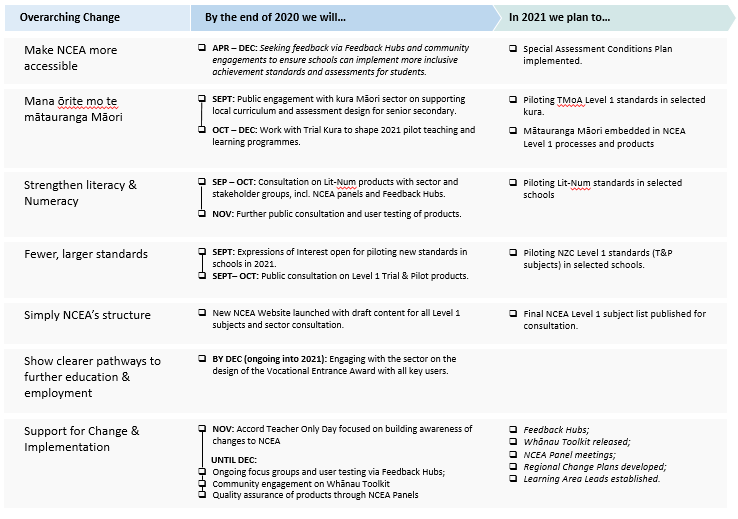 Overarching Change
By the end of 2020 we will…
In 2021 we plan to…
Make NCEA more
accessible
APR – DEC: Seeking feedback via Feedback Hubs and community
engagements to ensure schools can implement more inclusive
achievement standards and assessments for students.
Special Assessment Conditions Plan
implemented.
Mana ōrite mo te
mātauranga Māori
SEPT: Public engagement with kura Māori sector on supporting
local curriculum and assessment design for senior secondary.
OCT – DEC: Work with Trial Kura to shape 2021 pilot teaching and
learning programmes.
Piloting TMoA Level 1 standards in selected
kura.
Mātauranga Māori embedded in NCEA
Level 1 processes and products
Strengthen literacy &
Numeracy
SEP – OCT: Consultation on Lit-Num products with sector and
stakeholder groups, incl. NCEA panels and Feedback Hubs.
NOV: Further public consultation and user testing of products.
Piloting Lit-Num standards in selected
schools
Fewer, larger standards
SEPT: Expressions of Interest open for piloting new standards in
schools in 2021.
SEPT– OCT: Public consultation on Level 1 Trial & Pilot products.
Piloting NZC Level 1 standards (T&P
subjects) in selected schools.
Simply NCEA’s structure
New NCEA Website launched with draft content for all Level 1
subjects and sector consultation.
Final NCEA Level 1 subject list published for
consultation.
Show clearer pathways to
further education &
employment
BY DEC (ongoing into 2021): Engaging with the sector on the
design of the Vocational Entrance Award with all key users.
Support for Change &
Implementation
NOV: Accord Teacher Only Day focused on building awareness of
changes to NCEA
UNTIL DEC:
Ongoing focus groups and user testing via Feedback Hubs;
Community engagement on Whānau Toolkit
Quality assurance of products through NCEA Panels
Feedback Hubs;
Whānau Toolkit released;
NCEA Panel meetings;
Regional Change Plans developed;
Learning Area Leads established.